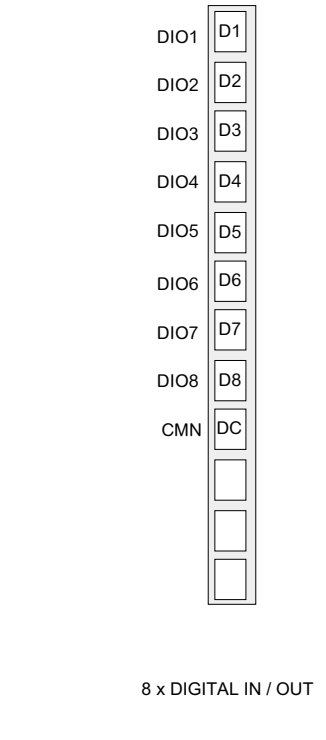 DIO1 D1
DIO2 D2
DIO3 D3
DIO4 D4
DIO5 D5
DIO6 D6
DIO7 D7
DIO8 D8
CMN DC
8 x DIGITAL IN / OUT